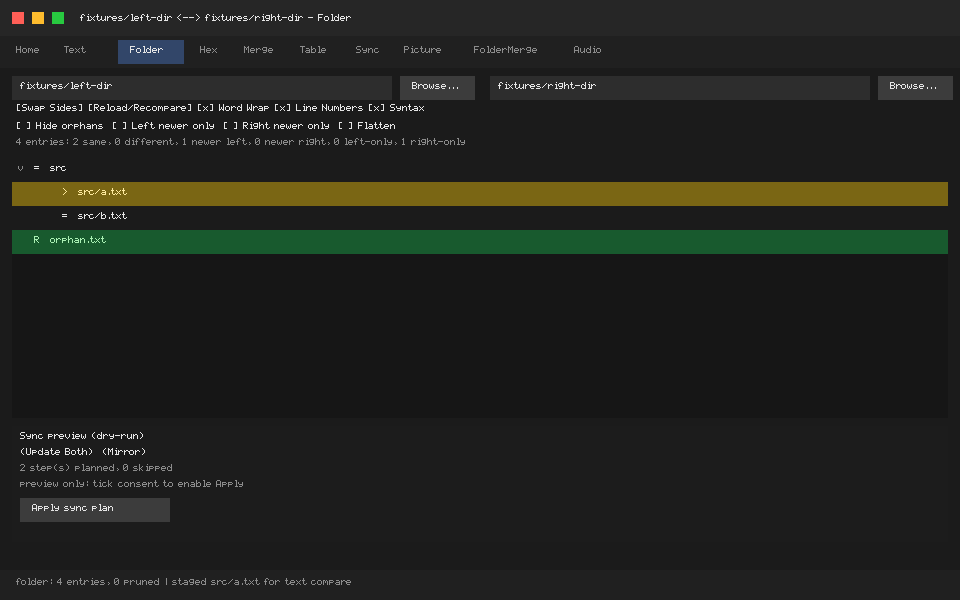 fixtures/left-dir <--> fixtures/right-dir - Folder
Home Text Folder Hex Merge Table Sync Picture FolderMerge Audio
fixtures/left-dir Browse... fixtures/right-dir Browse...
[Swap Sides] [Reload/Recompare] [x] Word Wrap [x] Line Numbers [x] Syntax
[ ] Hide orphans [ ] Left newer only [ ] Right newer only [ ] Flatten
4 entries: 2 same, 0 different, 1 newer left, 0 newer right, 0 left-only, 1 right-only
v = src
> src/a.txt
= src/b.txt
R orphan.txt
Sync preview (dry-run)
(Update Both) (Mirror)
2 step(s) planned, 0 skipped
preview only: tick consent to enable Apply
Apply sync plan
folder: 4 entries, 0 pruned | staged src/a.txt for text compare